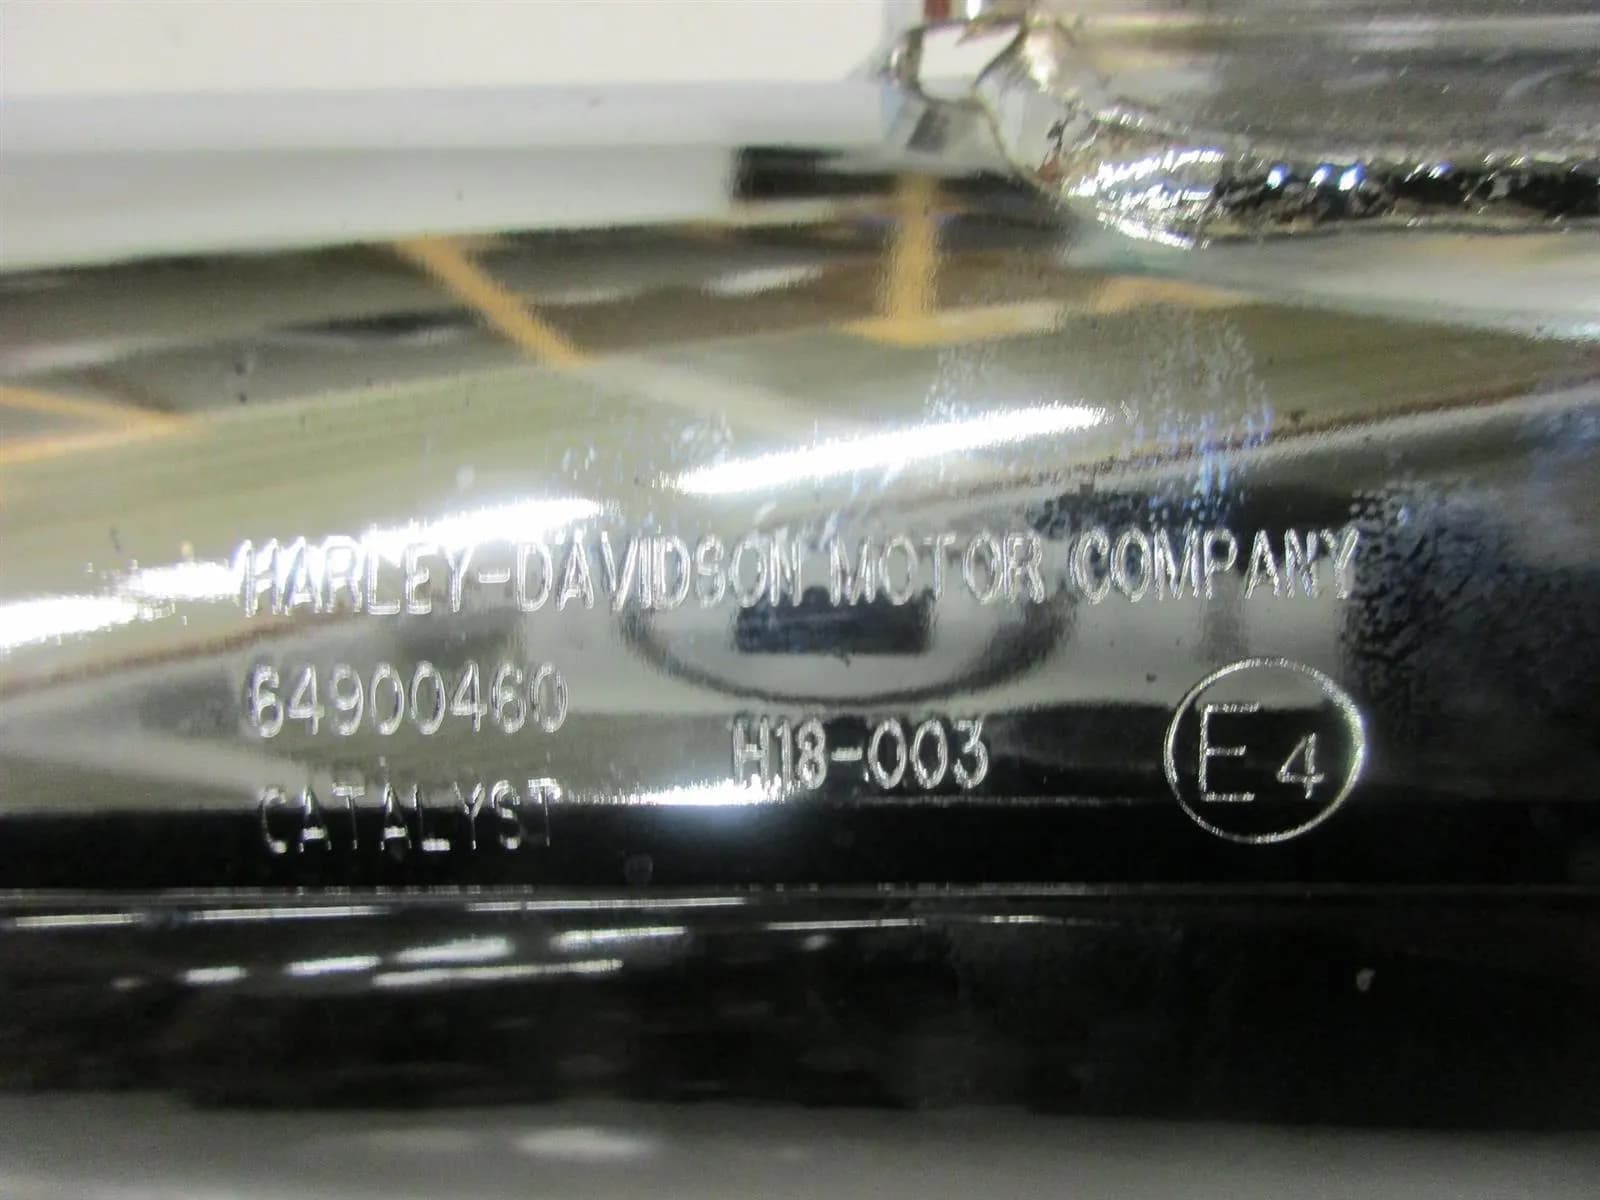 HARLEY-DAVIDSON MOTOR COMPANY
64900460
H18-003
E4
CATALYST